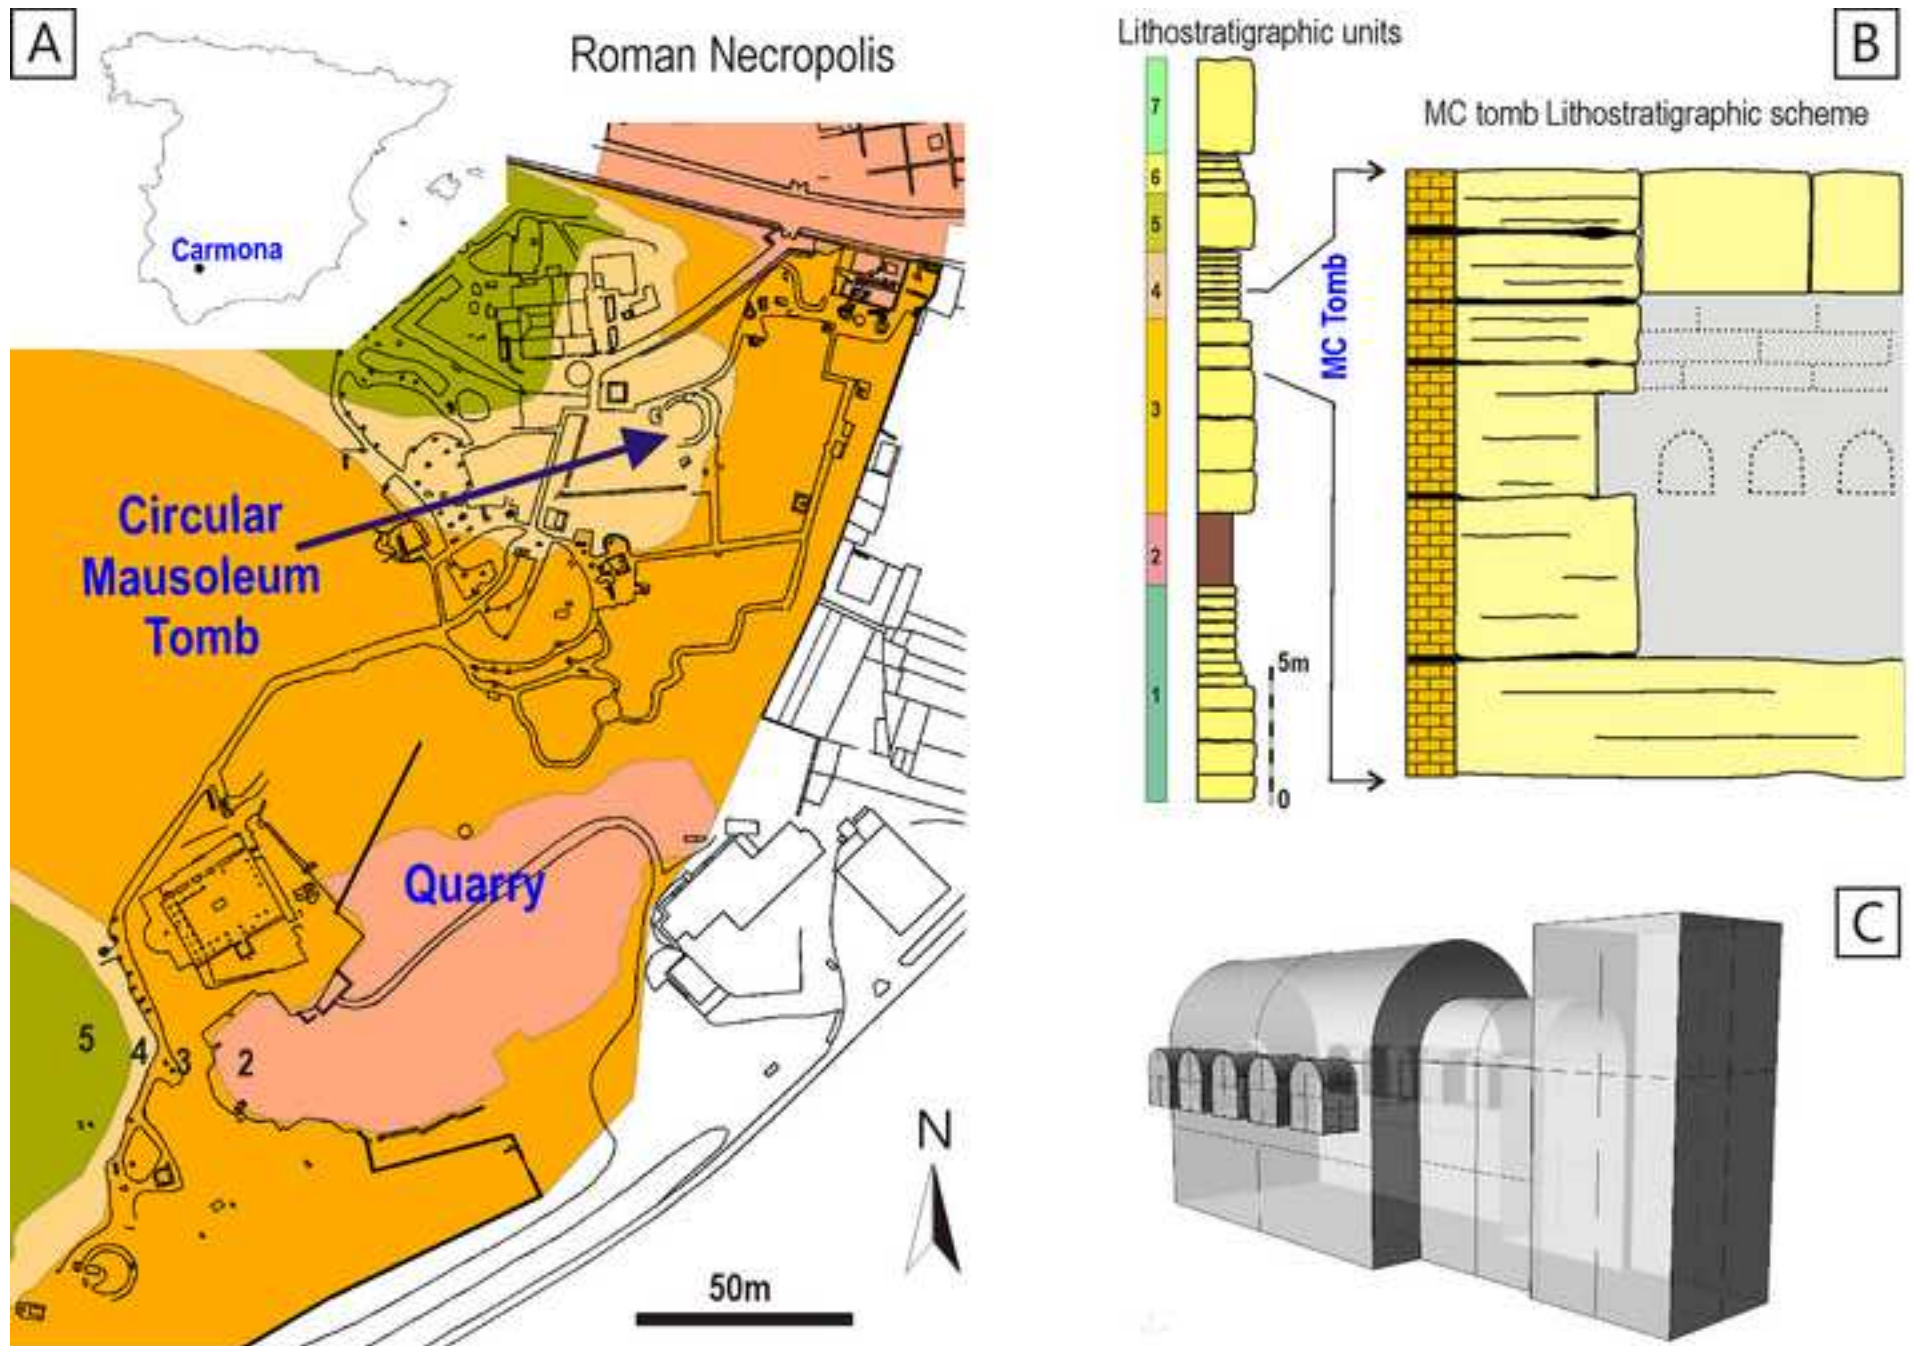 A
Roman Necropolis
Carmona
Circular
Mausoleum
Tomb
Quarry
5
4
3
2
N
50m
Lithostratigraphic units
B
7
6
5
4
3
2
1
5m
0
MC Tomb
MC tomb Lithostratigraphic scheme
C